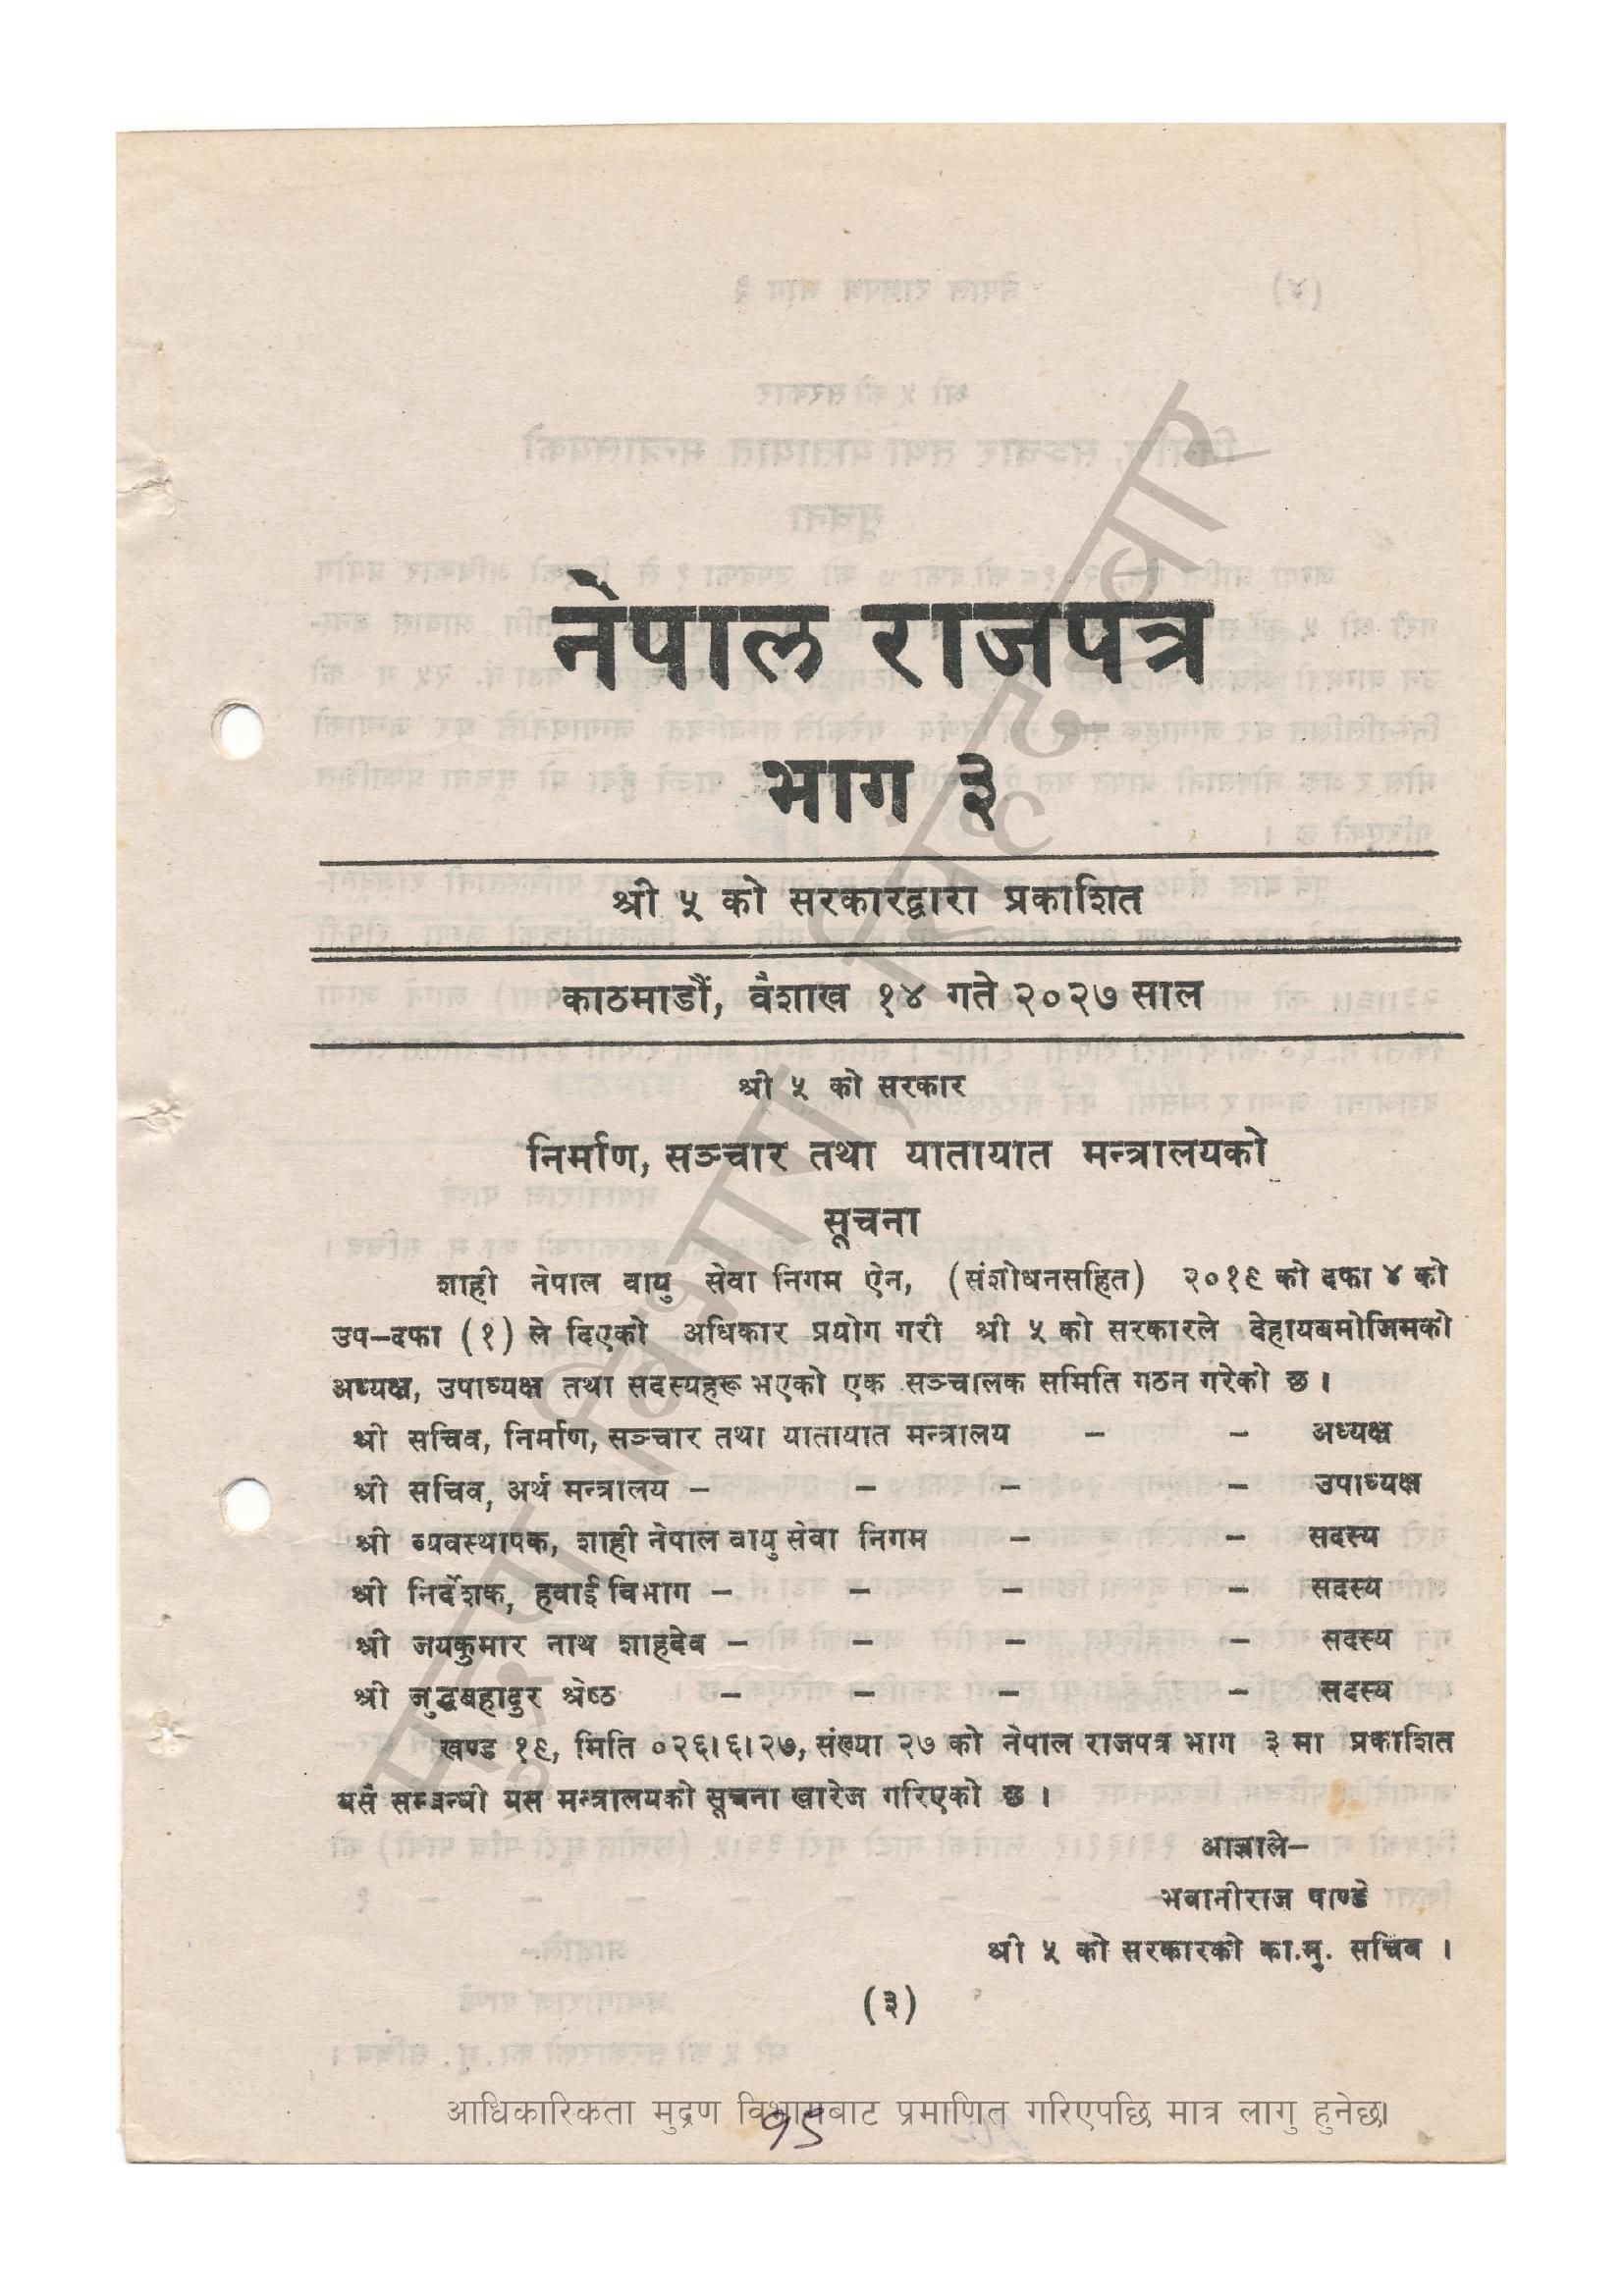 नेपाल राजपत्र
भाग ३
श्री ५ को सरकारद्वारा प्रकाशित
काठमाडौं, वैशाख १४ गते २०२७ साल
श्री ५ को सरकार
निर्माण, सञ्चार तथा यातायात मन्त्रालयको
सूचना
शाही नेपाल वायु सेवा निगम ऐन, (संशोधनसहित) २०१९ को दफा ४ को
उप-दफा (१) ले दिएको अधिकार प्रयोग गरी श्री ५ को सरकारले देहायबमोजिमको
अध्यक्ष, उपाध्यक्ष तथा सदस्यहरू भएको एक सञ्चालक समिति गठन गरेको छ ।
श्री सचिव, निर्माण, सञ्चार तथा यातायात मन्त्रालय - - अध्यक्ष
श्री सचिव, अर्थ मन्त्रालय - - - - उपाध्यक्ष
श्री व्यवस्थापक, शाही नेपाल वायु सेवा निगम - - सदस्य
श्री निर्देशक, हवाई विभाग - - - - सदस्य
श्री जयकुमार नाथ शाहदेव - - - - सदस्य
श्री जुद्धबहादुर श्रेष्ठ - - - - सदस्य
खण्ड १९, मिति ०२६।६।२७, संख्या २७ को नेपाल राजपत्र भाग ३ मा प्रकाशित
यसै सम्बन्धी यस मन्त्रालयको सूचना खारेज गरिएको छ ।
आज्ञाले-
भवानीराज पाण्डे
श्री ५ को सरकारको का.मु. सचिव ।
(३)
मुद्रण विभाग, सिंहदरबार
आधिकारिकता मुद्रण विभागबाट प्रमाणित गरिएपछि मात्र लागु हुनेछ।